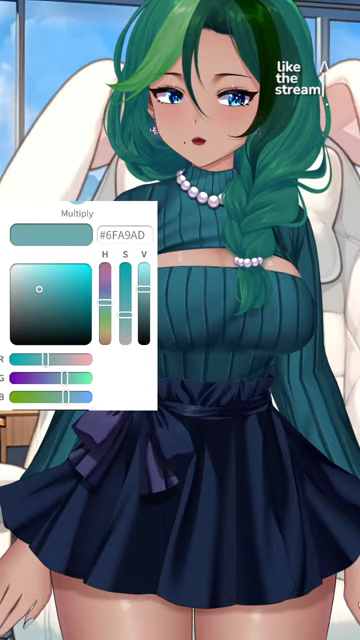 like
the
stream
Multiply
#6FA9AD
H S V
R
G
B